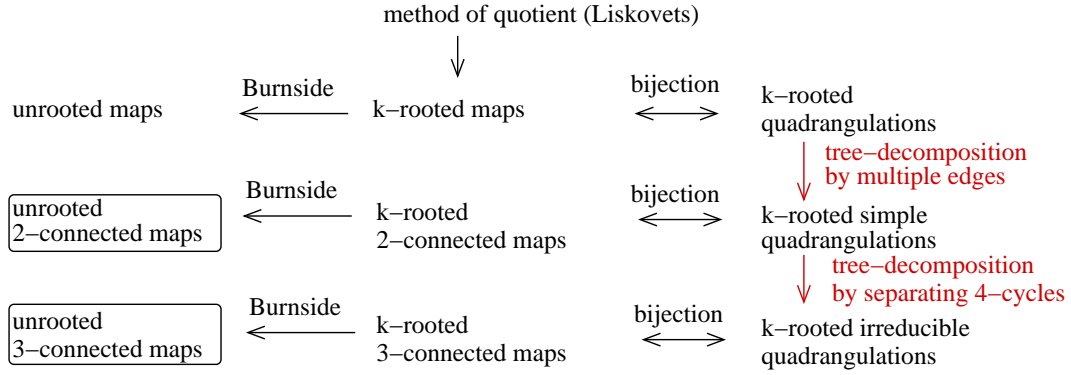 method of quotient (Liskovets)
Burnside
bijection
unrooted maps
k−rooted maps
k−rooted
quadrangulations
tree−decomposition
by multiple edges
unrooted
2−connected maps
Burnside
k−rooted
2−connected maps
bijection
k−rooted simple
quadrangulations
tree−decomposition
by separating 4−cycles
unrooted
3−connected maps
Burnside
k−rooted
3−connected maps
bijection
k−rooted irreducible
quadrangulations